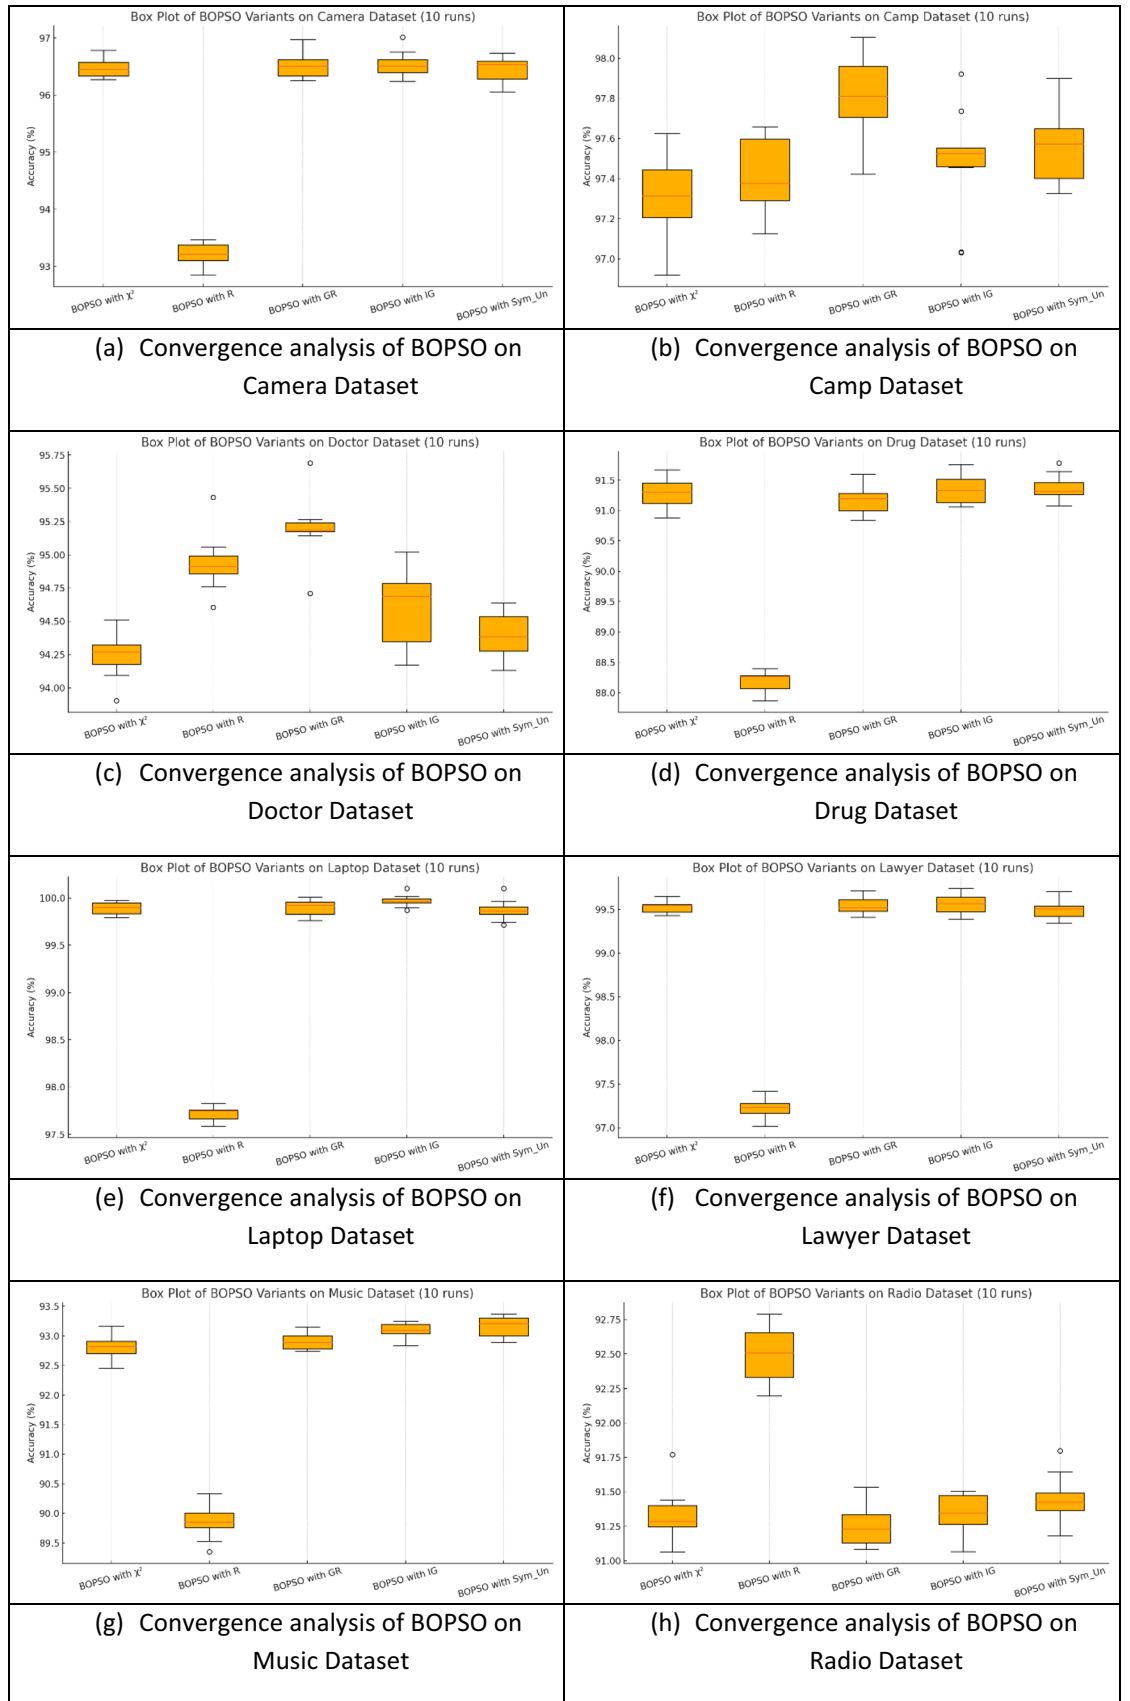 Box Plot of BOPSO Variants on Camera Dataset (10 runs)
Accuracy (%)
97
96
95
94
93
BOPSO with χ²
BOPSO with R
BOPSO with GR
BOPSO with IG
BOPSO with Sym_Un
(a) Convergence analysis of BOPSO on
Camera Dataset
Box Plot of BOPSO Variants on Camp Dataset (10 runs)
Accuracy (%)
98.0
97.8
97.6
97.4
97.2
97.0
BOPSO with χ²
BOPSO with R
BOPSO with GR
BOPSO with IG
BOPSO with Sym_Un
(b) Convergence analysis of BOPSO on
Camp Dataset
Box Plot of BOPSO Variants on Doctor Dataset (10 runs)
Accuracy (%)
95.75
95.50
95.25
95.00
94.75
94.50
94.25
94.00
BOPSO with χ²
BOPSO with R
BOPSO with GR
BOPSO with IG
BOPSO with Sym_Un
(c) Convergence analysis of BOPSO on
Doctor Dataset
Box Plot of BOPSO Variants on Drug Dataset (10 runs)
Accuracy (%)
91.5
91.0
90.5
90.0
89.5
89.0
88.5
88.0
BOPSO with χ²
BOPSO with R
BOPSO with GR
BOPSO with IG
BOPSO with Sym_Un
(d) Convergence analysis of BOPSO on
Drug Dataset
Box Plot of BOPSO Variants on Laptop Dataset (10 runs)
Accuracy (%)
100.0
99.5
99.0
98.5
98.0
97.5
BOPSO with χ²
BOPSO with R
BOPSO with GR
BOPSO with IG
BOPSO with Sym_Un
(e) Convergence analysis of BOPSO on
Laptop Dataset
Box Plot of BOPSO Variants on Lawyer Dataset (10 runs)
Accuracy (%)
99.5
99.0
98.5
98.0
97.5
97.0
BOPSO with χ²
BOPSO with R
BOPSO with GR
BOPSO with IG
BOPSO with Sym_Un
(f) Convergence analysis of BOPSO on
Lawyer Dataset
Box Plot of BOPSO Variants on Music Dataset (10 runs)
Accuracy (%)
93.5
93.0
92.5
92.0
91.5
91.0
90.5
90.0
89.5
BOPSO with χ²
BOPSO with R
BOPSO with GR
BOPSO with IG
BOPSO with Sym_Un
(g) Convergence analysis of BOPSO on
Music Dataset
Box Plot of BOPSO Variants on Radio Dataset (10 runs)
Accuracy (%)
92.75
92.50
92.25
92.00
91.75
91.50
91.25
91.00
BOPSO with χ²
BOPSO with R
BOPSO with GR
BOPSO with IG
BOPSO with Sym_Un
(h) Convergence analysis of BOPSO on
Radio Dataset